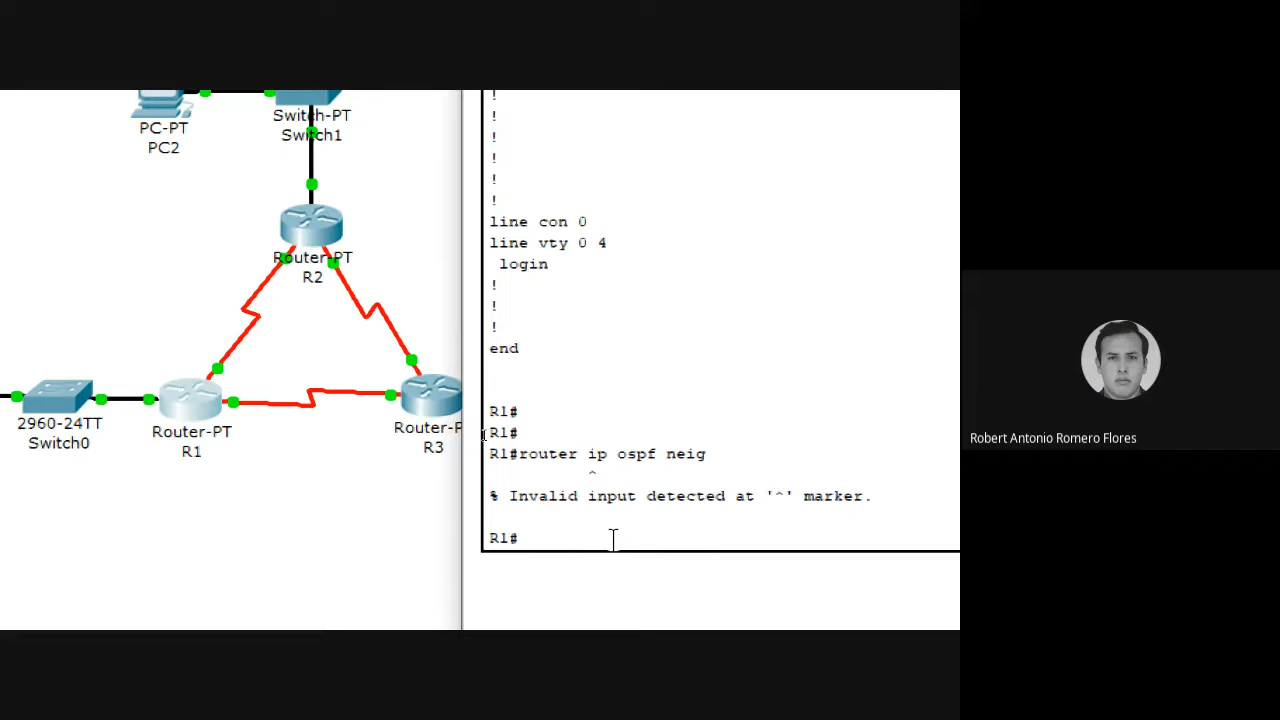 PC-PT
PC2
Switch-PT
Switch1
Router-PT
R2
2960-24TT
Switch0
Router-PT
R1
Router-P
R3
!
!
!
!
!
!
line con 0
line vty 0 4
login
!
!
!
end
R1#
R1#
R1#router ip ospf neig
^
% Invalid input detected at '^' marker.
R1#
Robert Antonio Romero Flores